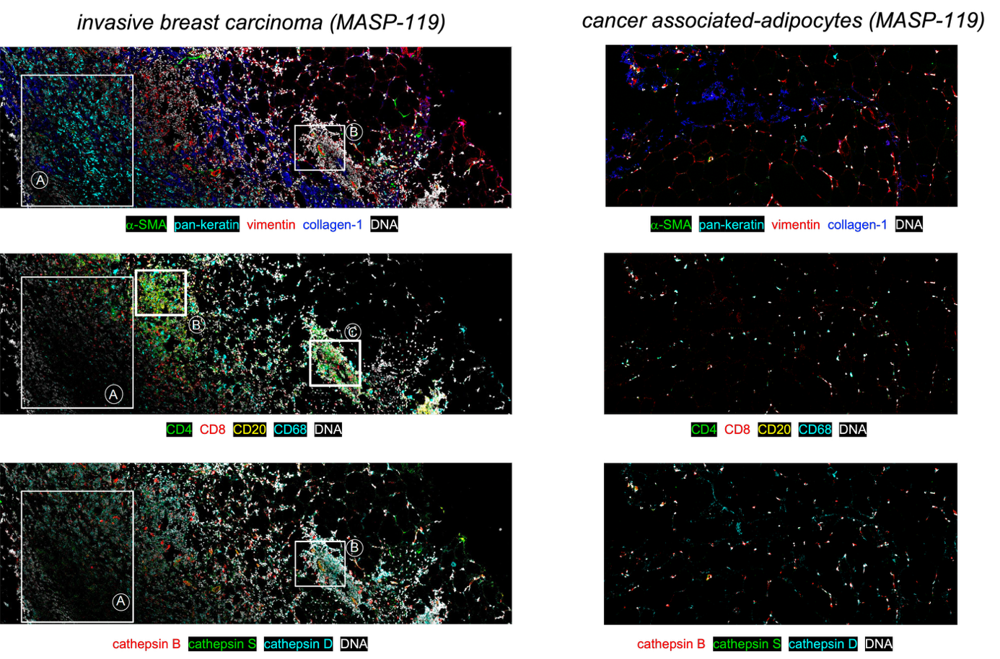 invasive breast carcinoma (MASP-119)
cancer associated-adipocytes (MASP-119)
A
B
α-SMA pan-keratin vimentin collagen-1 DNA
α-SMA pan-keratin vimentin collagen-1 DNA
A
B
C
CD4 CD8 CD20 CD68 DNA
CD4 CD8 CD20 CD68 DNA
A
B
cathepsin B cathepsin S cathepsin D DNA
cathepsin B cathepsin S cathepsin D DNA